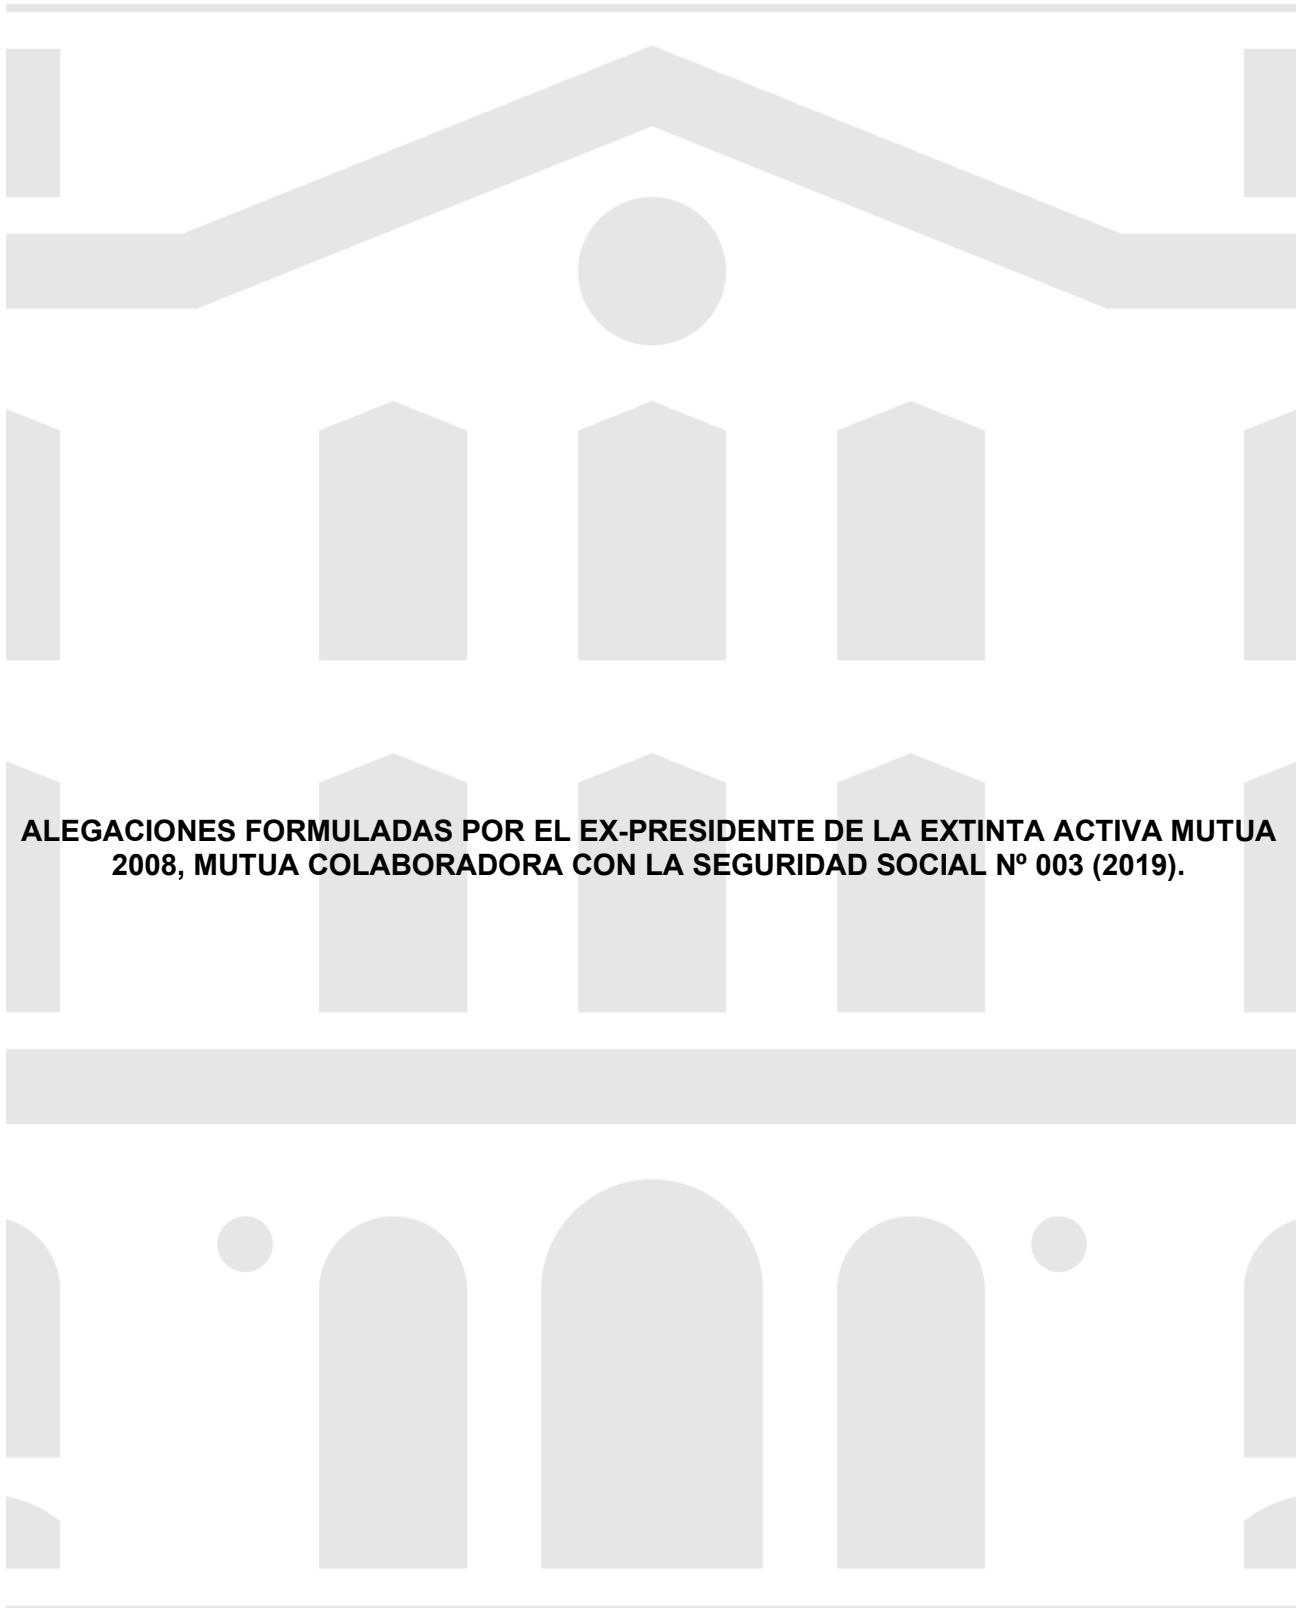 ALEGACIONES FORMULADAS POR EL EX-PRESIDENTE DE LA EXTINTA ACTIVA MUTUA
2008, MUTUA COLABORADORA CON LA SEGURIDAD SOCIAL Nº 003 (2019).